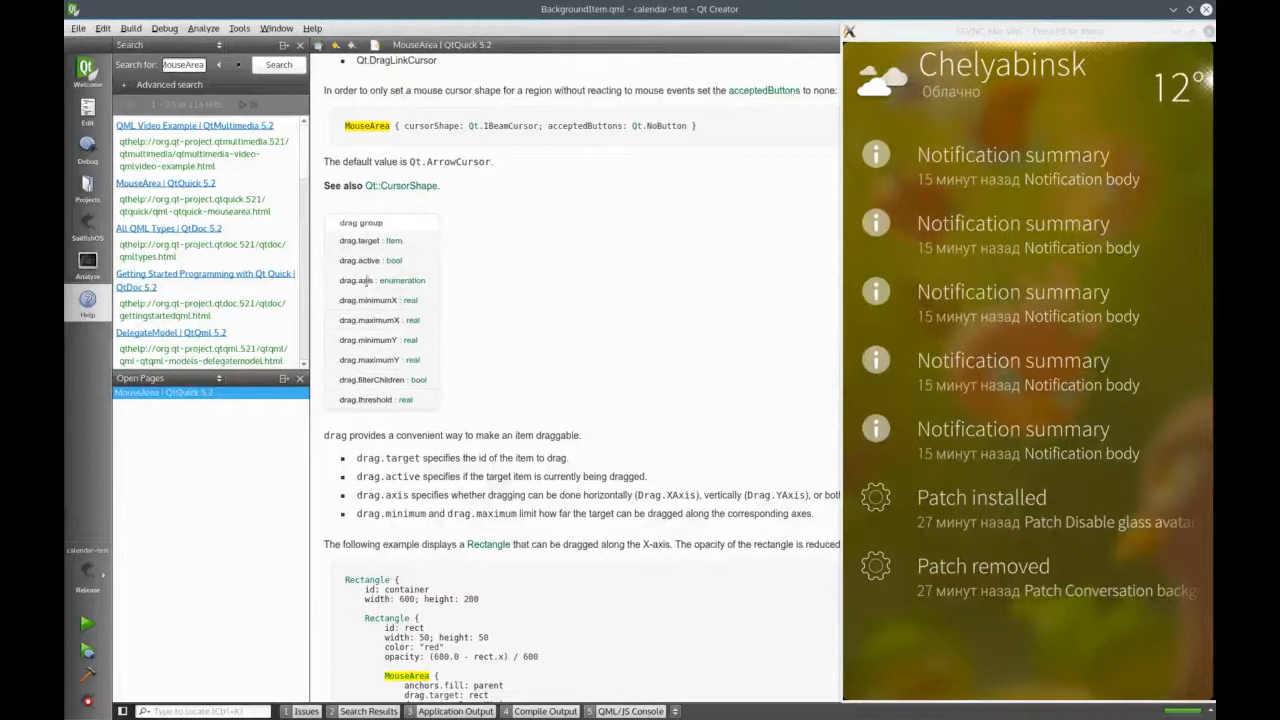 BackgroundItem.qml - calendar-test - Qt Creator
File Edit Build Debug Analyze Tools Window Help
Search
MouseArea | QtQuick 5.2
Search for: MouseArea Search
Advanced search
Welcome
Edit
Debug
Projects
SailfishOS
Analyze
Help
QML Video Example | QtMultimedia 5.2
qthelp://org.qt-project.qtmultimedia.521/
qtmultimedia/qtmultimedia-video-
qmlvideo-example.html
MouseArea | QtQuick 5.2
qthelp://org.qt-project.qtquick.521/
qtquick/qml-qtquick-mousearea.html
All QML Types | QtDoc 5.2
qthelp://org.qt-project.qtdoc.521/qtdoc/
qmltypes.html
Getting Started Programming with Qt Quick |
QtDoc 5.2
qthelp://org.qt-project.qtdoc.521/qtdoc/
gettingstartedqml.html
DelegateModel | QtQml 5.2
qthelp://org.qt-project.qtqml.521/qtqml/
qml-qtqml-models-delegatemodel.html
Open Pages
MouseArea | QtQuick 5.2
calendar-test
Release
Qt.DragLinkCursor
In order to only set a mouse cursor shape for a region without reacting to mouse events set the acceptedButtons to none:
MouseArea { cursorShape: Qt.IBeamCursor; acceptedButtons: Qt.NoButton }
The default value is Qt.ArrowCursor.
See also Qt::CursorShape.
drag group
drag.target : Item
drag.active : bool
drag.axis : enumeration
drag.minimumX : real
drag.maximumX : real
drag.minimumY : real
drag.maximumY : real
drag.filterChildren : bool
drag.threshold : real
drag provides a convenient way to make an item draggable.
drag.target specifies the id of the item to drag.
drag.active specifies if the target item is currently being dragged.
drag.axis specifies whether dragging can be done horizontally (Drag.XAxis), vertically (Drag.YAxis), or both
drag.minimum and drag.maximum limit how far the target can be dragged along the corresponding axes.
The following example displays a Rectangle that can be dragged along the X-axis. The opacity of the rectangle is reduced
Rectangle {
id: container
width: 600; height: 200
Rectangle {
id: rect
width: 50; height: 50
color: "red"
opacity: (600.0 - rect.x) / 600
MouseArea {
anchors.fill: parent
drag.target: rect
Chelyabinsk
Облачно
12°
Notification summary
15 минут назад Notification body
Notification summary
15 минут назад Notification body
Notification summary
15 минут назад Notification body
Notification summary
15 минут назад Notification body
Notification summary
15 минут назад Notification body
Patch installed
27 минут назад Patch Disable glass avatar
Patch removed
27 минут назад Patch Conversation backg
Type to locate (Ctrl+K) 1 Issues 2 Search Results 3 Application Output 4 Compile Output 5 QML/JS Console